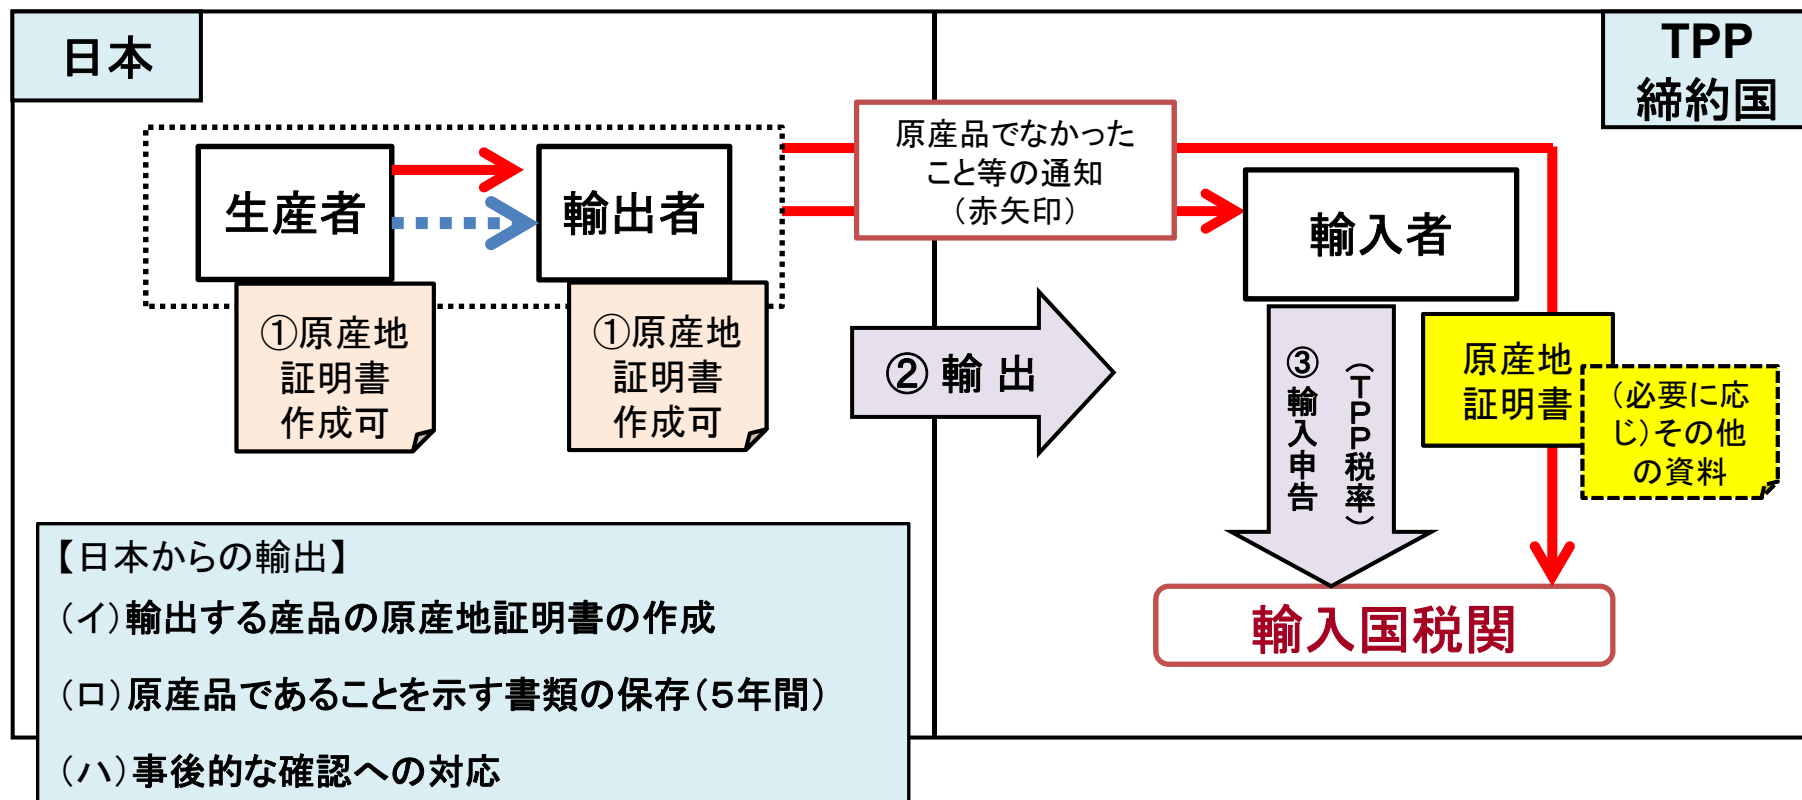 日本
TPP
締約国
原産品でなかった
こと等の通知
（赤矢印）
生産者
輸出者
輸入者
①原産地
証明書
作成可
①原産地
証明書
作成可
②輸出
③輸入申告
（TPP税率）
原産地
証明書
（必要に応
じ）その他
の資料
輸入国税関
【日本からの輸出】
（イ）輸出する産品の原産地証明書の作成
（ロ）原産品であることを示す書類の保存（５年間）
（ハ）事後的な確認への対応